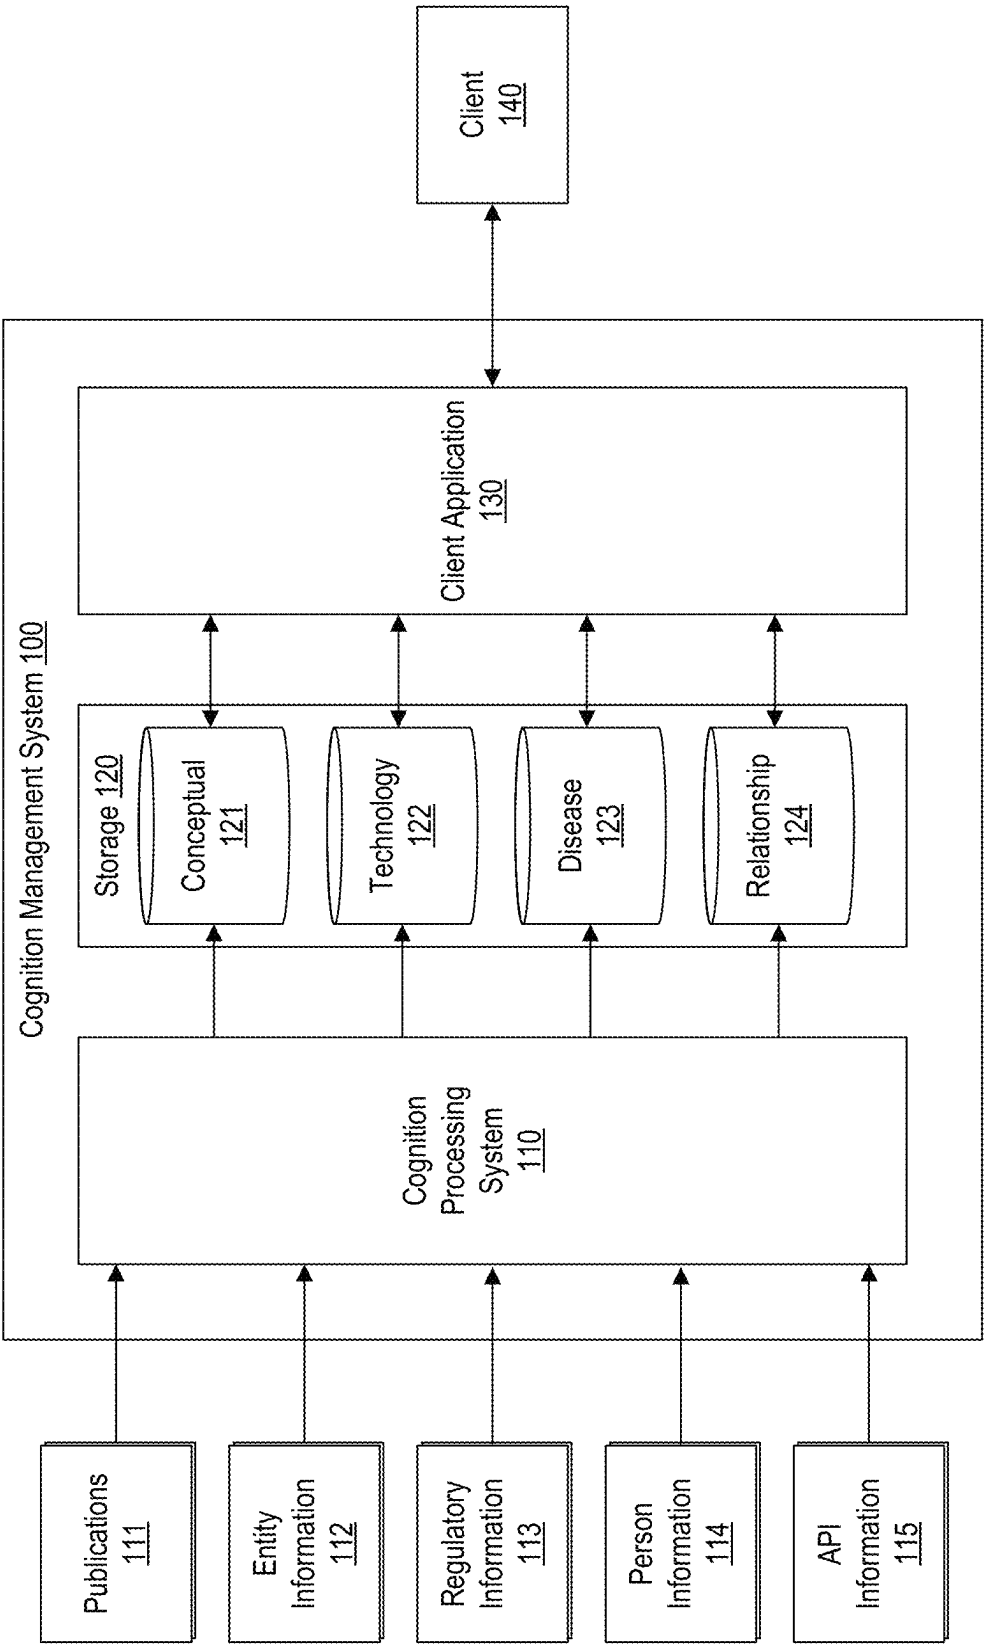 Cognition Management System 100
Publications
111
Entity
Information
112
Regulatory
Information
113
Person
Information
114
API
Information
115
Cognition
Processing
System
110
Storage 120
Conceptual
121
Technology
122
Disease
123
Relationship
124
Client Application
130
Client
140